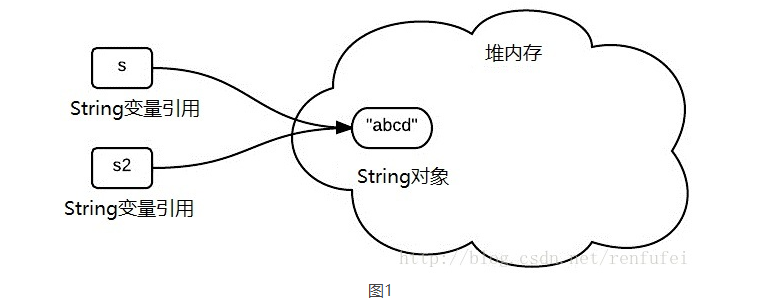 堆内存
s
String变量引用
"abcd"
s2
String对象
String变量引用
http://blog.csdn.net/renfufei
图1